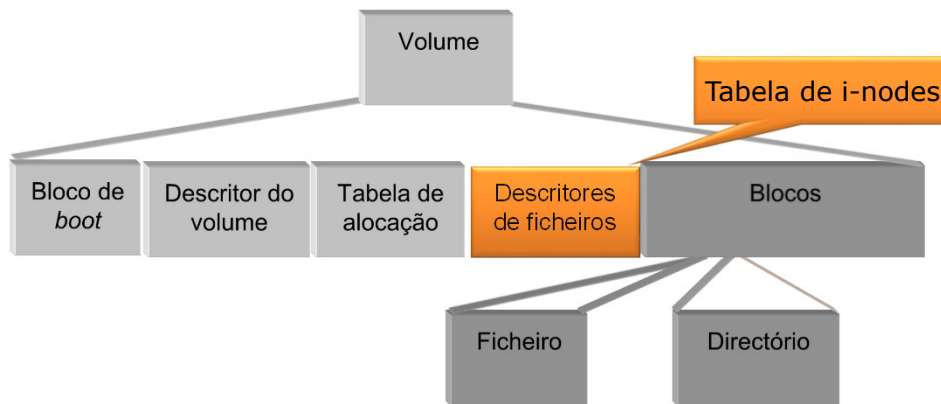 Volume
Tabela de i-nodes
Bloco de
boot
Descritor do
volume
Tabela de
alocação
Descritores
de ficheiros
Blocos
Ficheiro
Directório